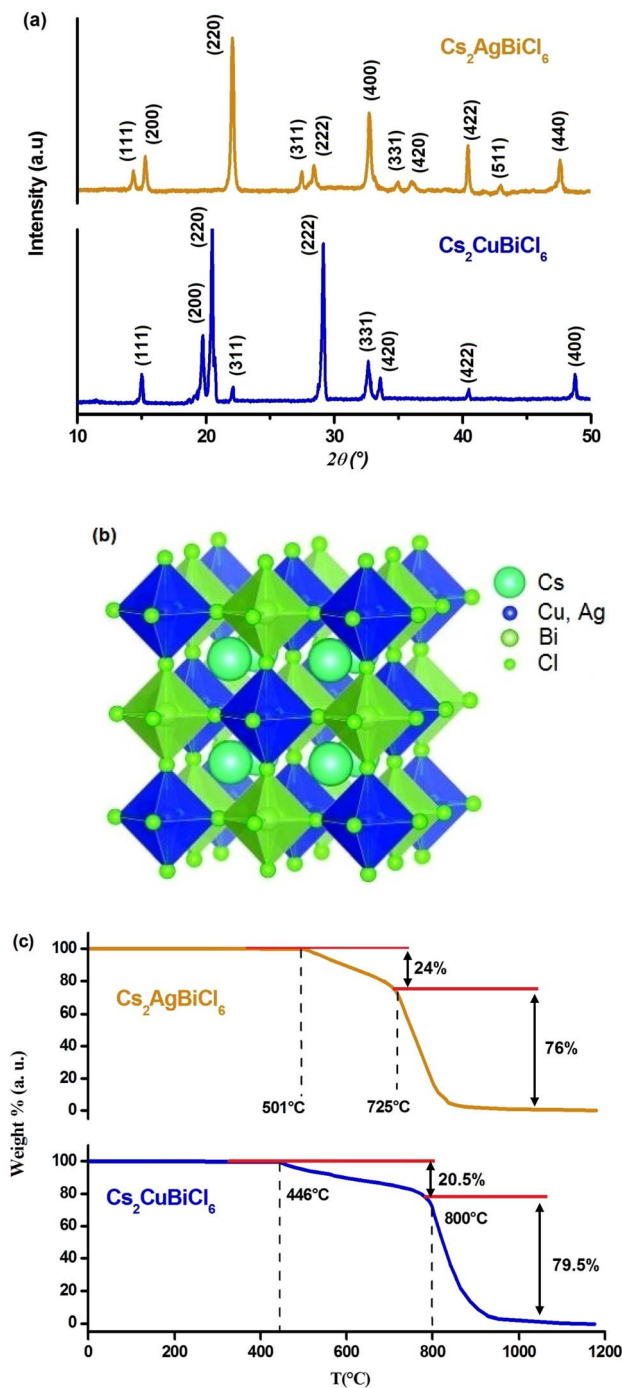 (a)
Cs₂AgBiCl₆
(111)
(200)
(220)
(311)
(222)
(400)
(331)
(420)
(422)
(511)
(440)
Intensity (a.u)
Cs₂CuBiCl₆
(111)
(200)
(220)
(311)
(222)
(331)
(420)
(422)
(400)
10 20 30 40 50
2θ (°)
(b)
Cs
Cu, Ag
Bi
Cl
(c)
100
80
60
40
20
0
Cs₂AgBiCl₆
24%
76%
501°C
725°C
Weight % (a. u.)
100
80
60
40
20
0
Cs₂CuBiCl₆
20.5%
446°C
800°C
79.5%
0 200 400 600 800 1000 1200
T(°C)